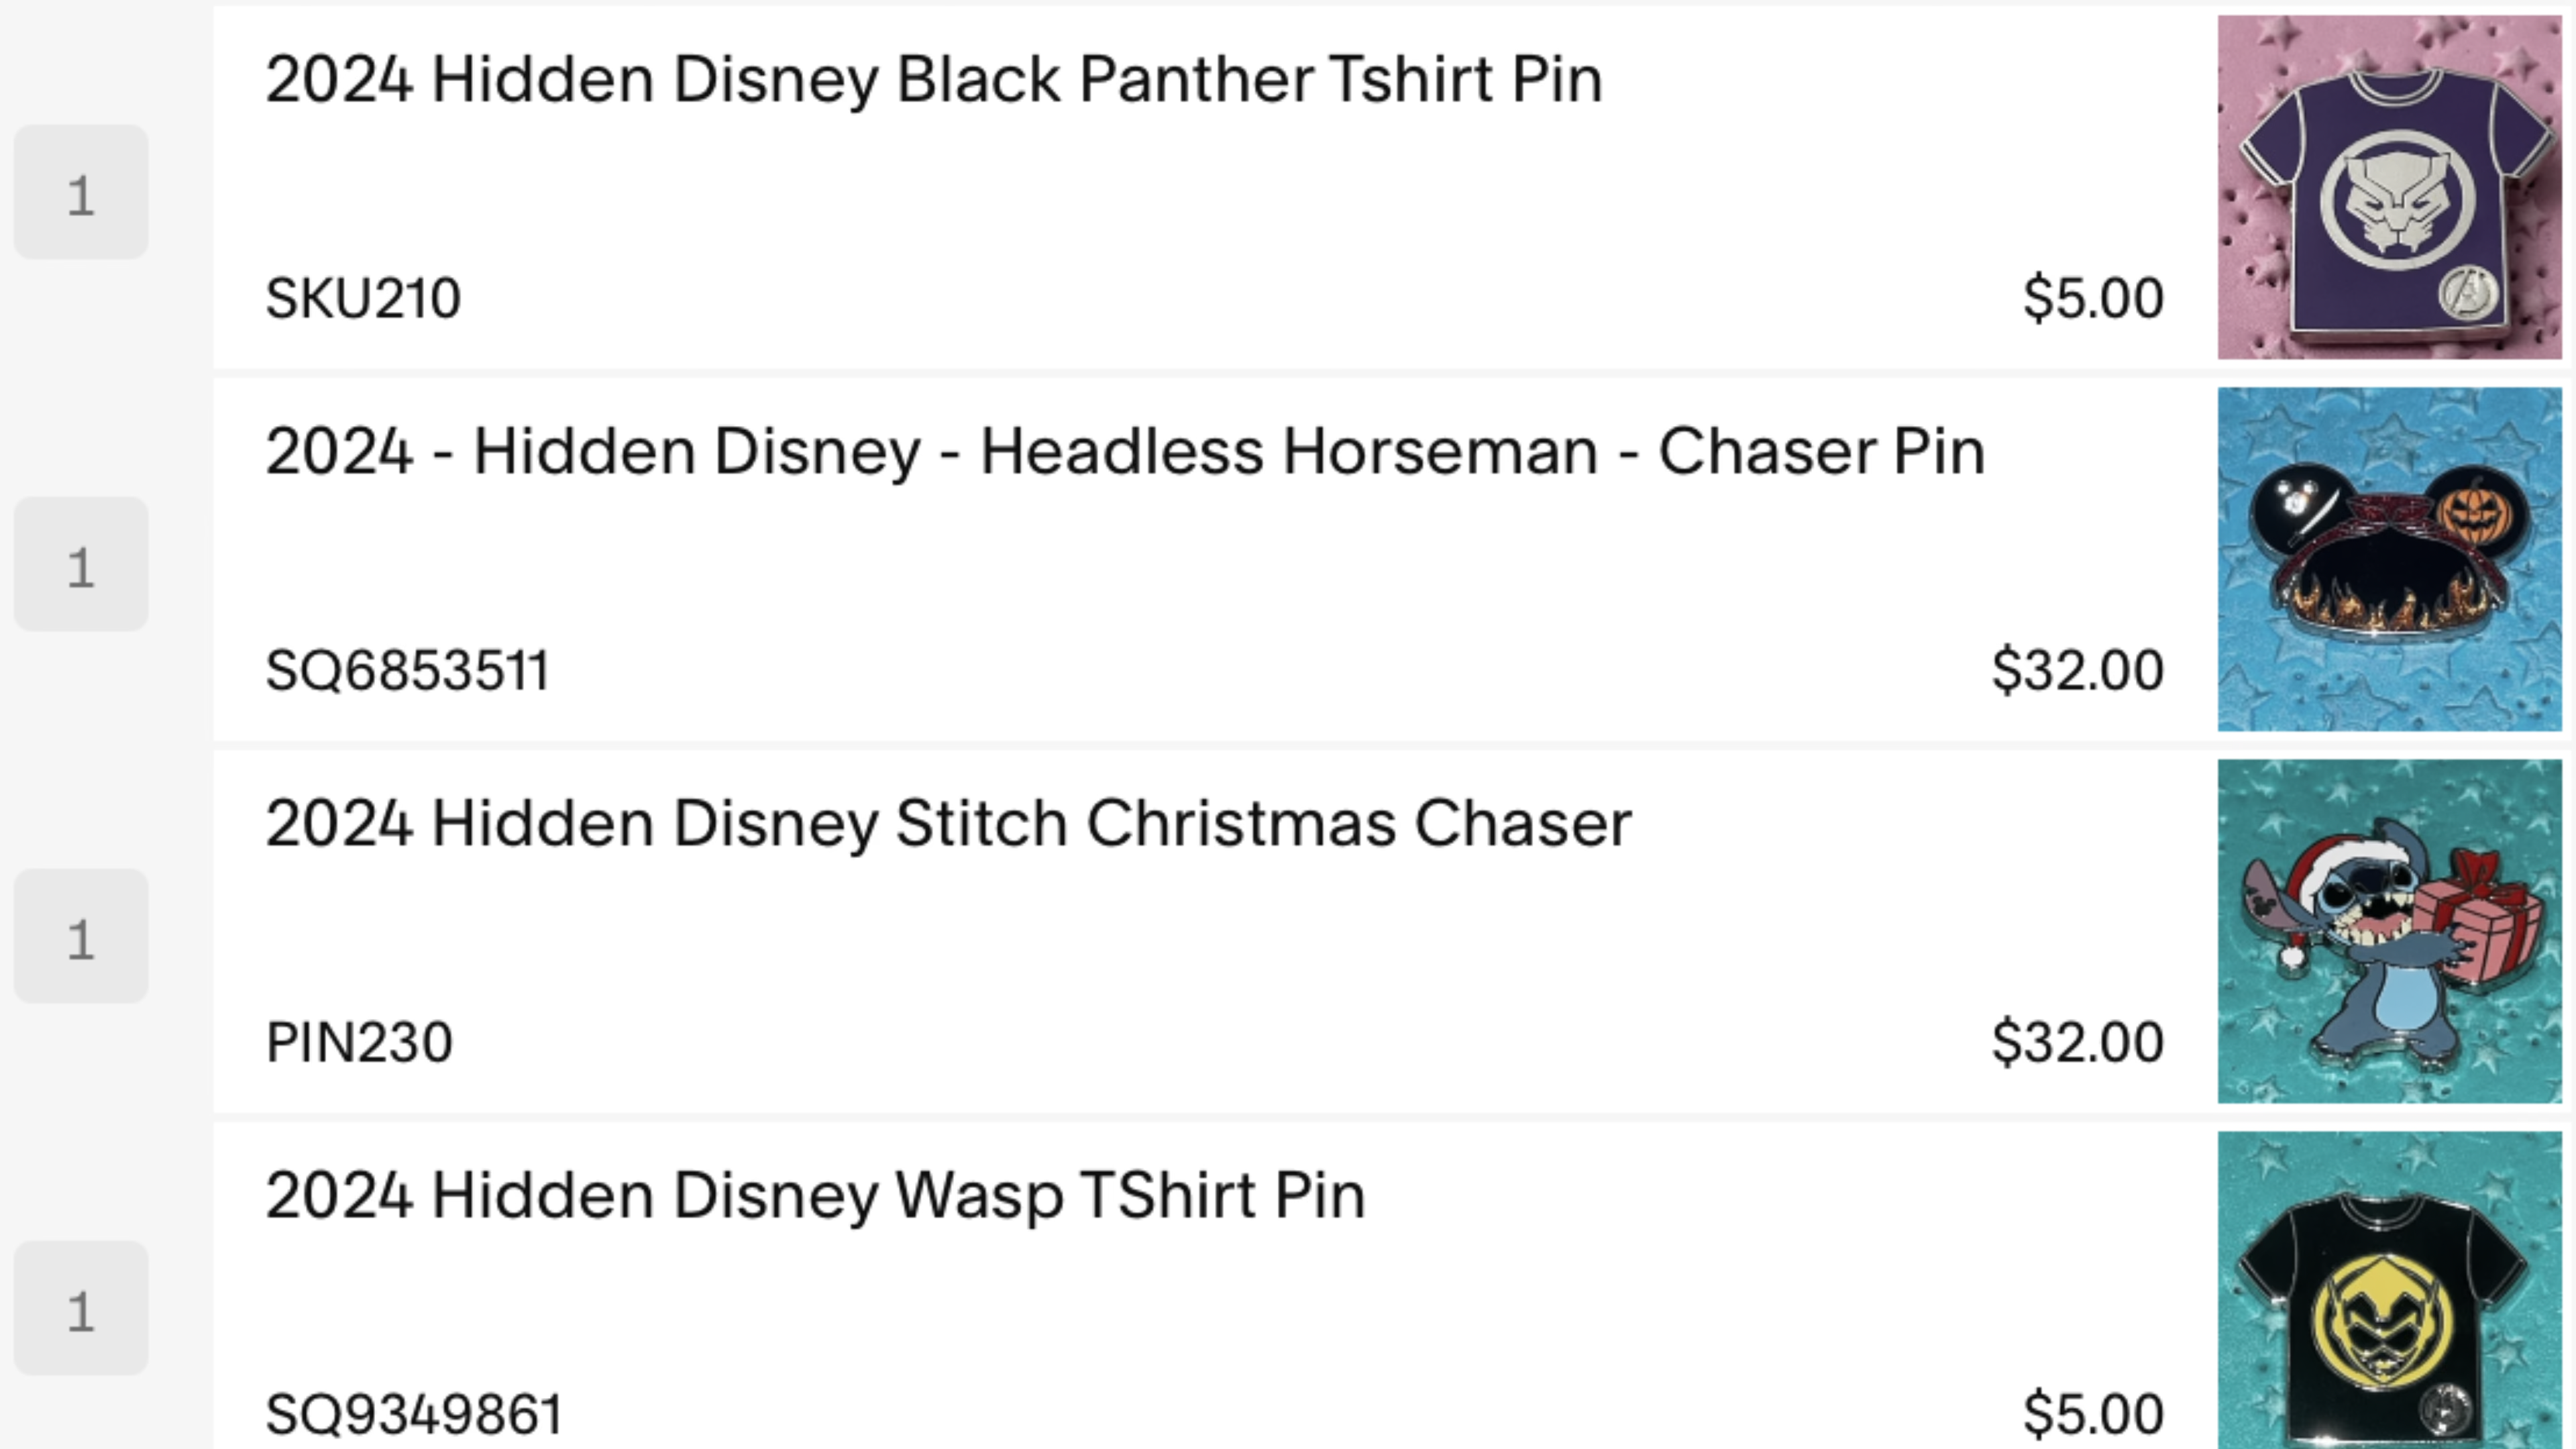 2024 Hidden Disney Black Panther Tshirt Pin
1
SKU210
$5.00
2024 - Hidden Disney - Headless Horseman - Chaser Pin
1
SQ6853511
$32.00
2024 Hidden Disney Stitch Christmas Chaser
1
PIN230
$32.00
2024 Hidden Disney Wasp TShirt Pin
1
SQ9349861
$5.00